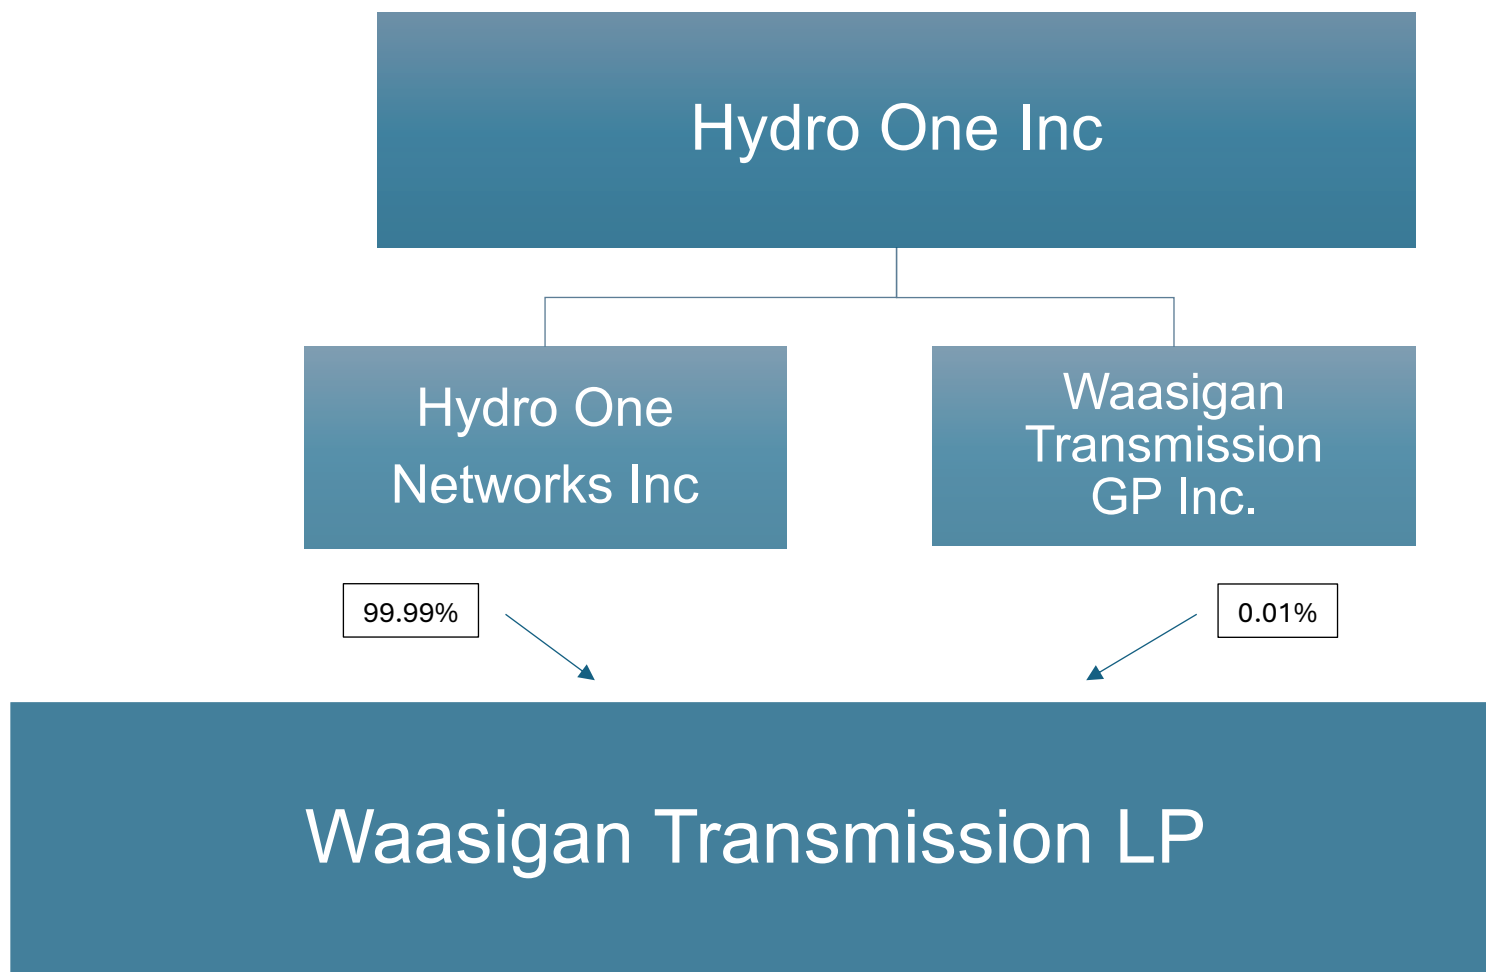 Hydro One Inc
Hydro One
Networks Inc
Waasigan
Transmission
GP Inc.
99.99%
0.01%
Waasigan Transmission LP